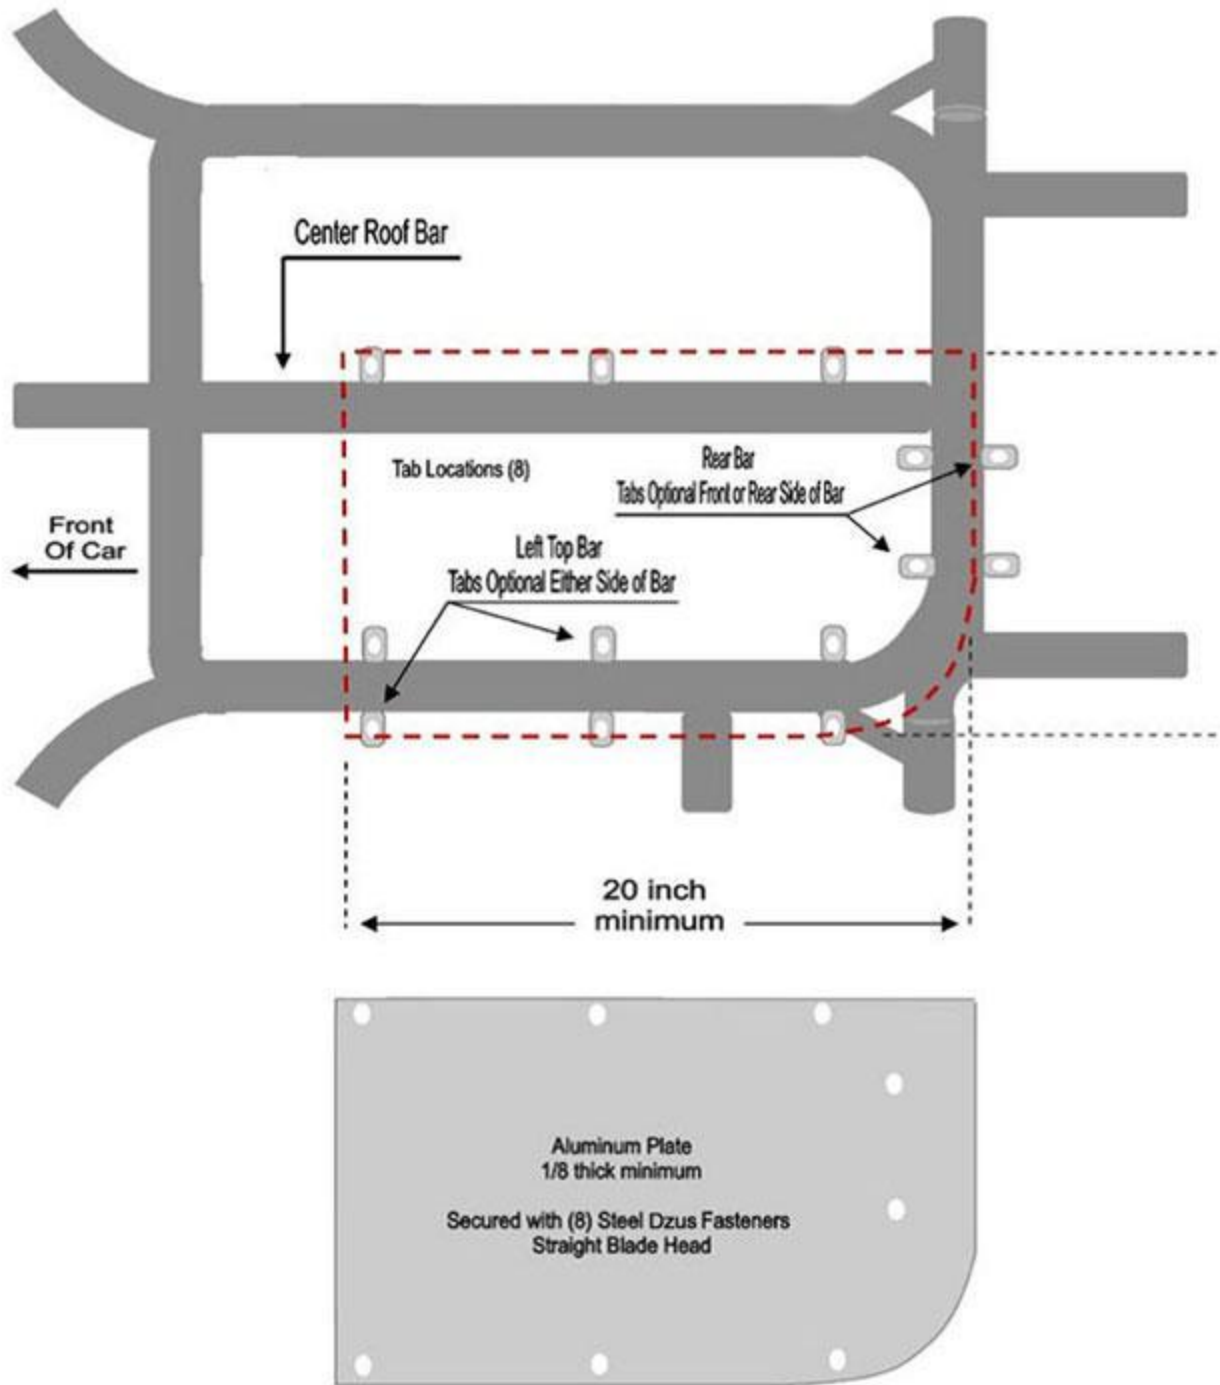 Center Roof Bar
Tab Locations (8)
Rear Bar
Tabs Optional Front or Rear Side of Bar
Front
Of Car
Left Top Bar
Tabs Optional Either Side of Bar
20 inch
minimum
Aluminum Plate
1/8 thick minimum
Secured with (8) Steel Dzus Fasteners
Straight Blade Head